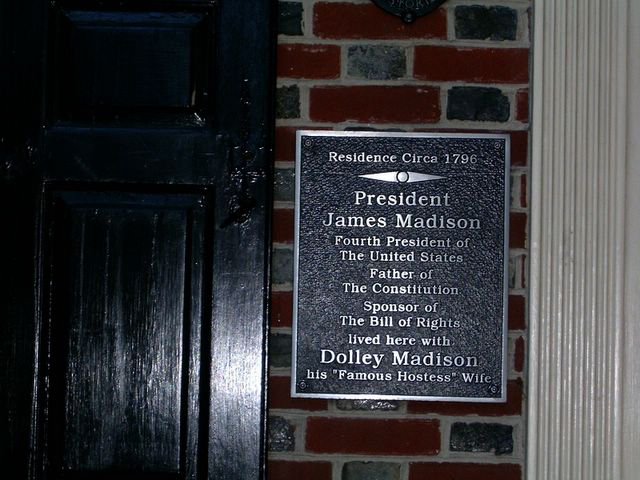 Residence Circa 1796
President
James Madison
Fourth President of
The United States
Father of
The Constitution
Sponsor of
The Bill of Rights
lived here with
Dolley Madison
his "Famous Hostess" Wife